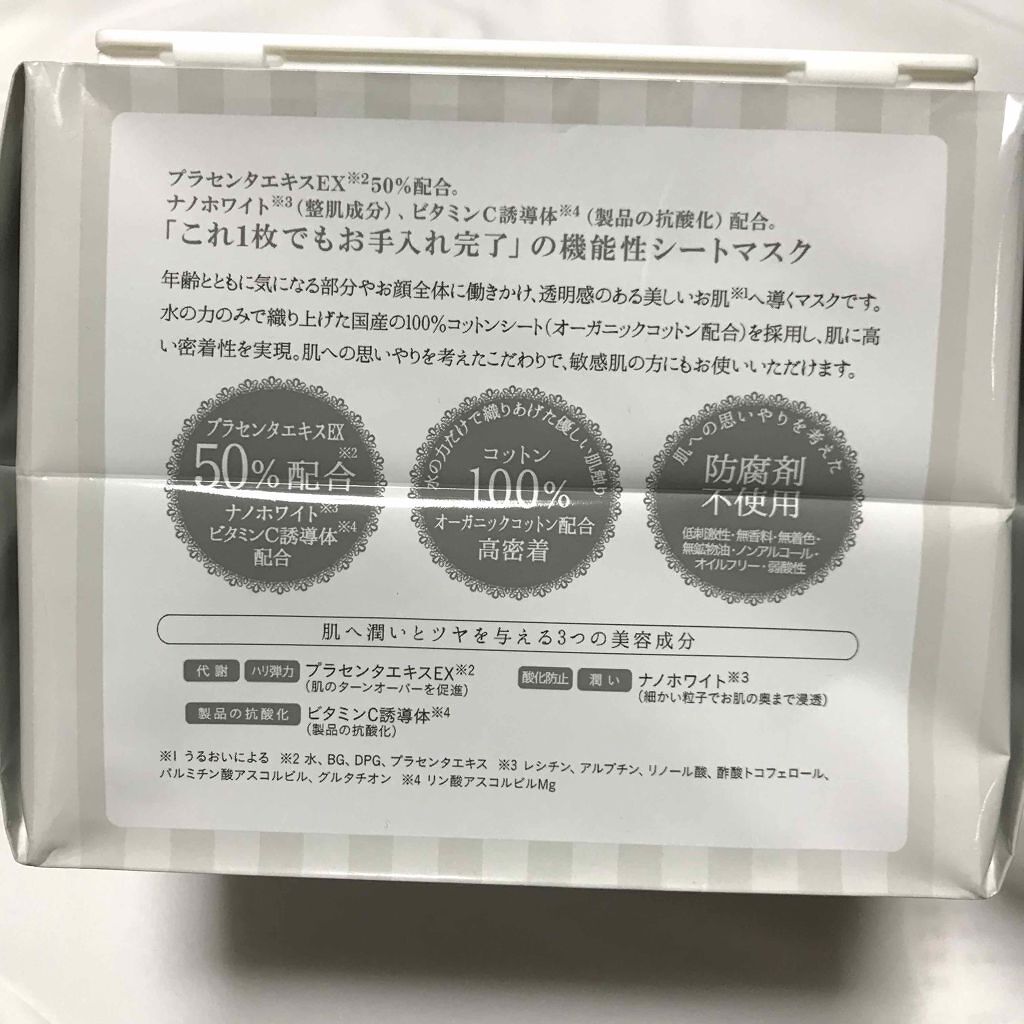 プラセンタエキスEX※2 50%配合。
ナノホワイト※3（整肌成分）、ビタミンC誘導体※4（製品の抗酸化）配合。
「これ1枚でもお手入れ完了」の機能性シートマスク
年齢とともに気になる部分やお顔全体に働きかけ、透明感のある美しいお肌※1へ導くマスクです。
水の力のみで織り上げた国産の100%コットンシート（オーガニックコットン配合）を採用し、肌に高
い密着性を実現。肌への思いやりを考えたこだわりで、敏感肌の方にもお使いいただけます。
プラセンタエキスEX
※2
50%配合
ナノホワイト※3
ビタミンC誘導体※4
配合
水の力だけで織りあげた優しい肌触り
コットン
100%
オーガニックコットン配合
高密着
肌への思いやりを考えた
防腐剤
不使用
低刺激性・無香料・無着色・
無鉱物油・ノンアルコール・
オイルフリー・弱酸性
肌へ潤いとツヤを与える3つの美容成分
代謝 ハリ弾力 プラセンタエキスEX※2
（肌のターンオーバーを促進）
酸化防止 潤い ナノホワイト※3
（細かい粒子でお肌の奥まで浸透）
製品の抗酸化 ビタミンC誘導体※4
（製品の抗酸化）
※1 うるおいによる ※2 水、BG、DPG、プラセンタエキス ※3 レシチン、アルブチン、リノール酸、酢酸トコフェロール、
パルミチン酸アスコルビル、グルタチオン ※4 リン酸アスコルビルMg